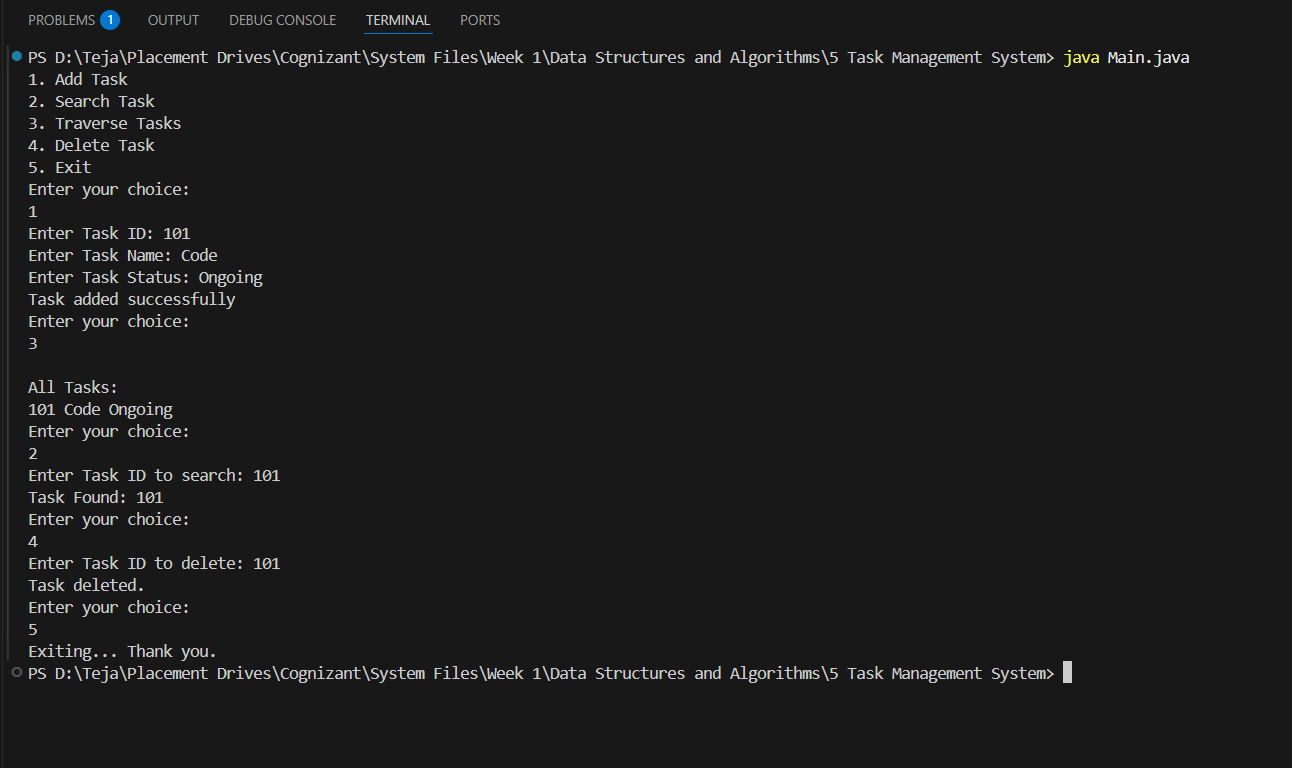 PROBLEMS 1 OUTPUT DEBUG CONSOLE TERMINAL PORTS
PS D:\Teja\Placement Drives\Cognizant\System Files\Week 1\Data Structures and Algorithms\5 Task Management System> java Main.java
1. Add Task
2. Search Task
3. Traverse Tasks
4. Delete Task
5. Exit
Enter your choice:
1
Enter Task ID: 101
Enter Task Name: Code
Enter Task Status: Ongoing
Task added successfully
Enter your choice:
3

All Tasks:
101 Code Ongoing
Enter your choice:
2
Enter Task ID to search: 101
Task Found: 101
Enter your choice:
4
Enter Task ID to delete: 101
Task deleted.
Enter your choice:
5
Exiting... Thank you.
PS D:\Teja\Placement Drives\Cognizant\System Files\Week 1\Data Structures and Algorithms\5 Task Management System>